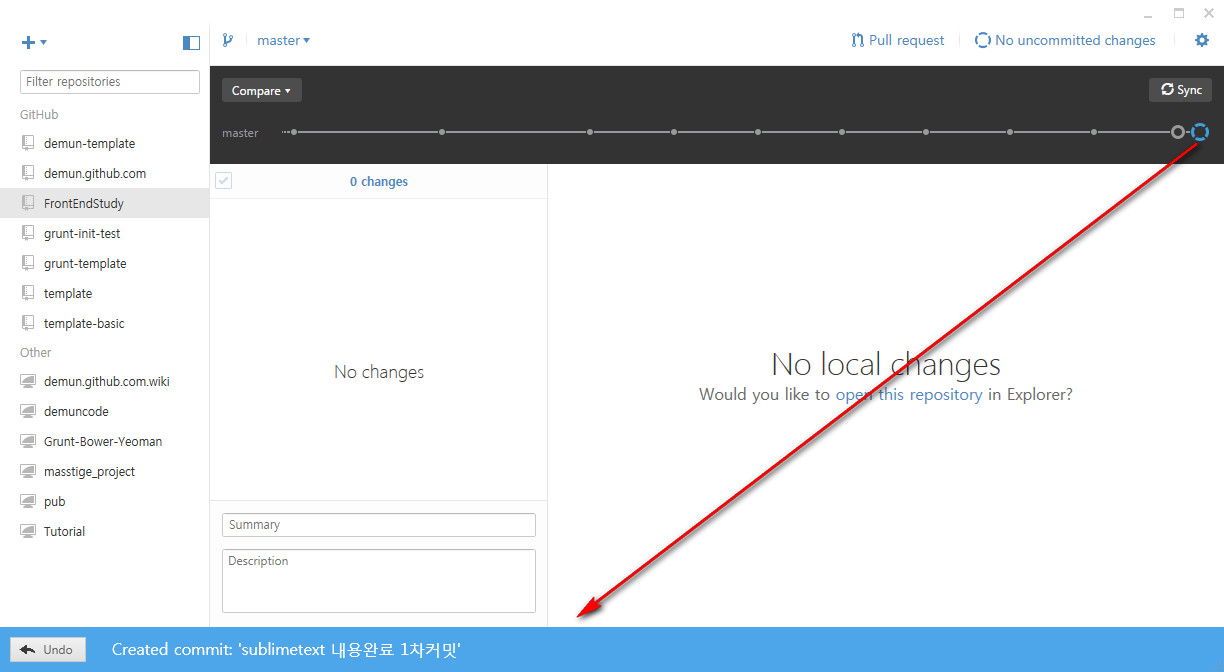 master
Pull request
No uncommitted changes
Filter repositories
GitHub
demun-template
demun.github.com
FrontEndStudy
grunt-init-test
grunt-template
template
template-basic
Other
demun.github.com.wiki
demuncode
Grunt-Bower-Yeoman
masstige_project
pub
Tutorial
Compare
Sync
master
0 changes
No changes
Summary
Description
No local changes
Would you like to open this repository in Explorer?
Undo
Created commit: 'sublimetext 내용완료 1차커밋'